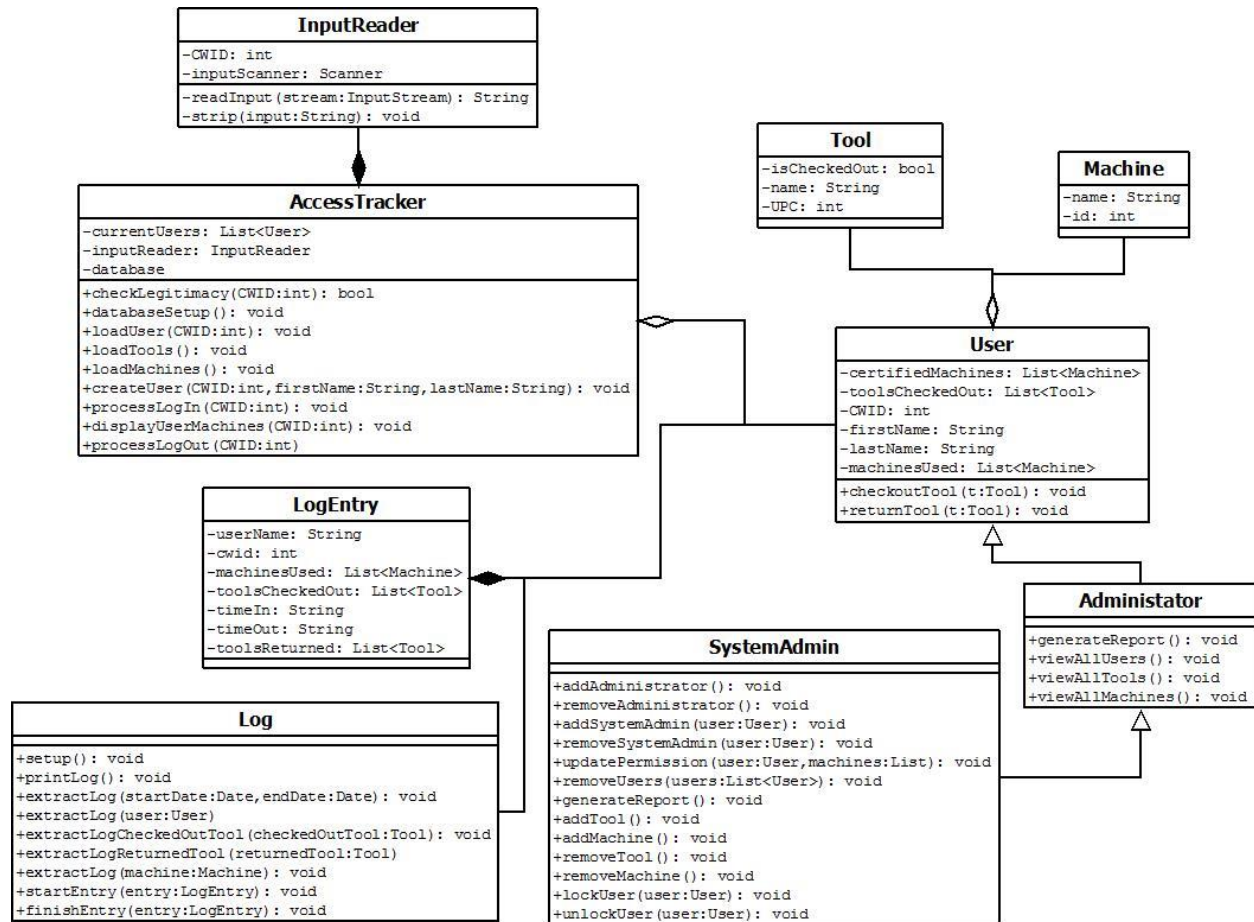 InputReader
-CWID: int
-inputScanner: Scanner
-readInput(stream:InputStream): String
-strip(input:String): void
Tool
-isCheckedOut: bool
-name: String
-UPC: int
Machine
-name: String
-id: int
AccessTracker
-currentUsers: List<User>
-inputReader: InputReader
-database
+checkLegitimacy(CWID:int): bool
+databaseSetup(): void
+loadUser(CWID:int): void
+loadTools(): void
+loadMachines(): void
+createUser(CWID:int,firstName:String,lastName:String): void
+processLogIn(CWID:int): void
+displayUserMachines(CWID:int): void
+processLogOut(CWID:int)
User
-certifiedMachines: List<Machine>
-toolsCheckedOut: List<Tool>
-CWID: int
-firstName: String
-lastName: String
-machinesUsed: List<Machine>
+checkoutTool(t:Tool): void
+returnTool(t:Tool): void
LogEntry
-userName: String
-cwid: int
-machinesUsed: List<Machine>
-toolsCheckedOut: List<Tool>
-timeIn: String
-timeOut: String
-toolsReturned: List<Tool>
Administator
+generateReport(): void
+viewAllUsers(): void
+viewAllTools(): void
+viewAllMachines(): void
SystemAdmin
+addAdministrator(): void
+removeAdministrator(): void
+addSystemAdmin(user:User): void
+removeSystemAdmin(user:User): void
+updatePermission(user:User,machines:List): void
+removeUsers(users:List<User>): void
+generateReport(): void
+addTool(): void
+addMachine(): void
+removeTool(): void
+removeMachine(): void
+lockUser(user:User): void
+unlockUser(user:User): void
Log
+setup(): void
+printLog(): void
+extractLog(startDate:Date,endDate:Date): void
+extractLog(user:User)
+extractLogCheckedOutTool(checkedOutTool:Tool): void
+extractLogReturnedTool(returnedTool:Tool)
+extractLog(machine:Machine): void
+startEntry(entry:LogEntry): void
+finishEntry(entry:LogEntry): void